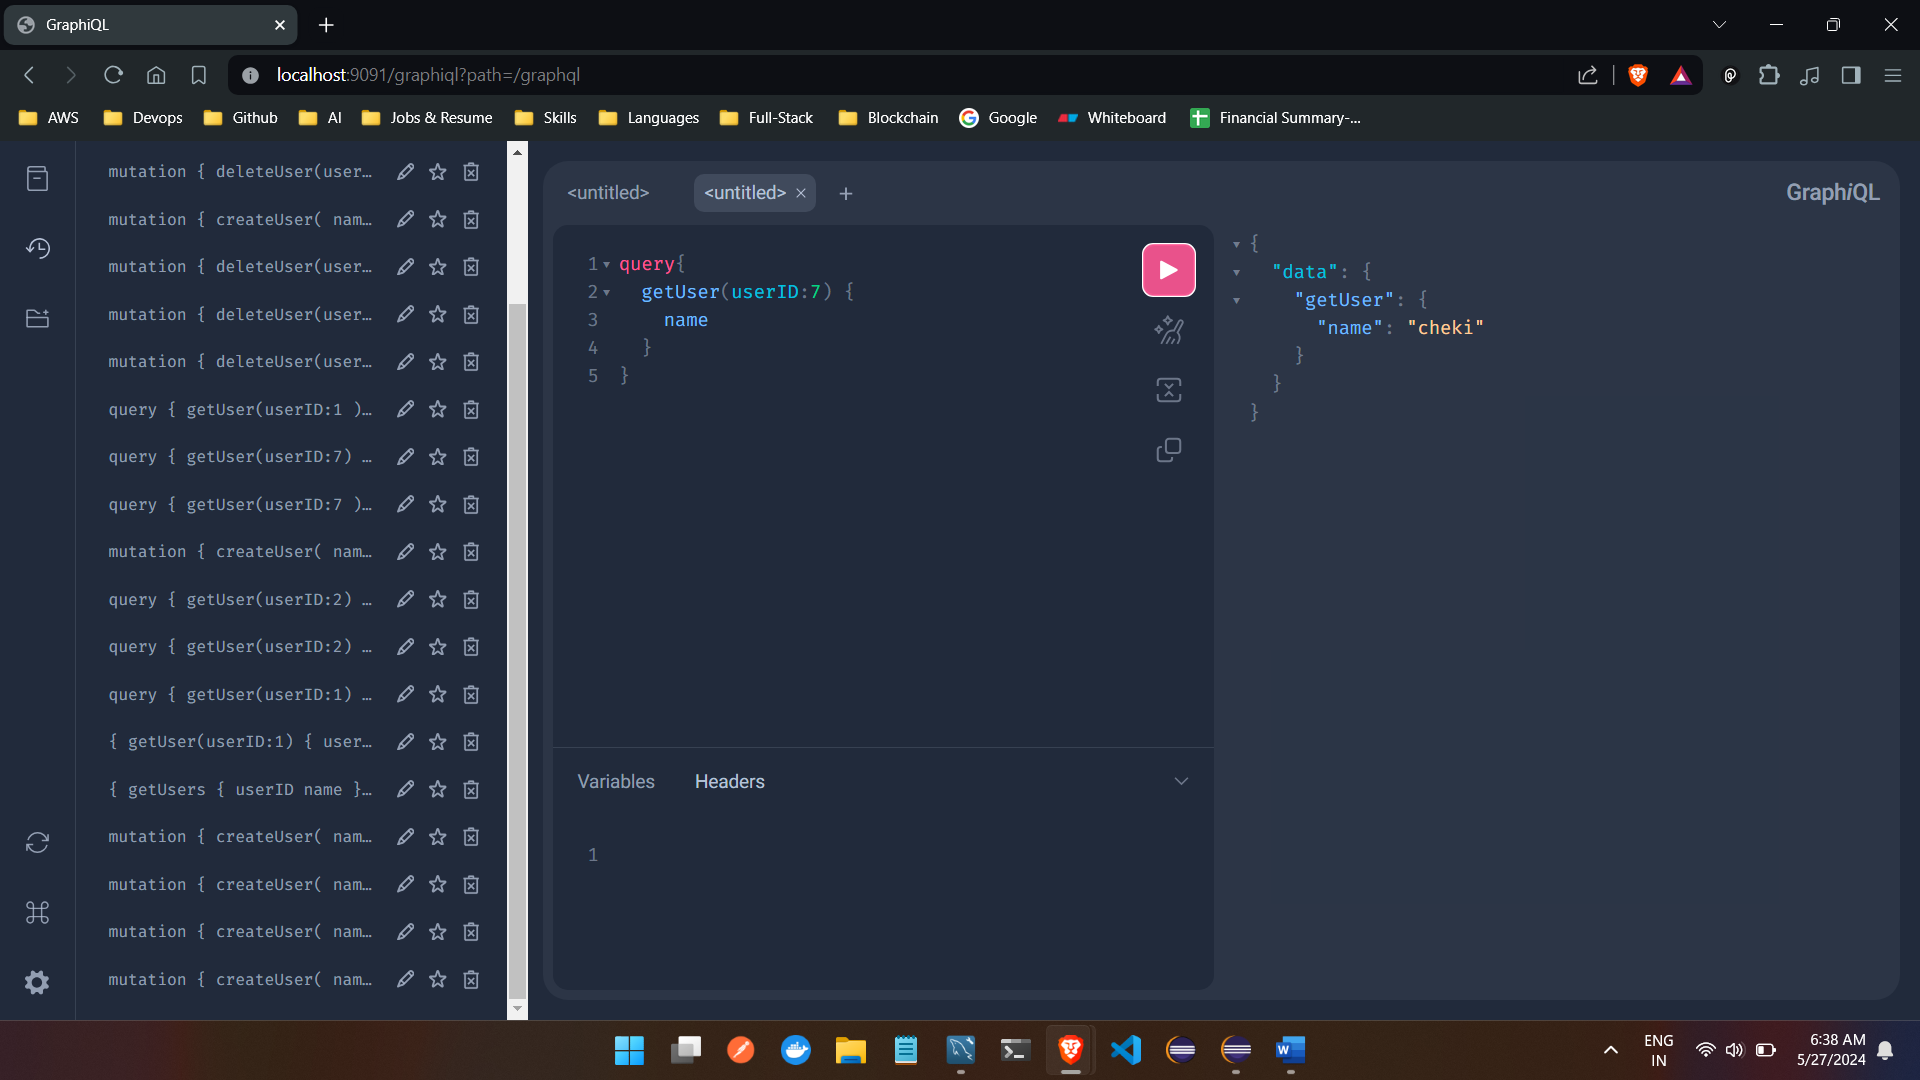 GraphiQL
localhost:9091/graphiql?path=/graphql
AWS Devops Github AI Jobs & Resume Skills Languages Full-Stack Blockchain Google Whiteboard Financial Summary-...
mutation { deleteUser(user...
mutation { createUser( nam...
mutation { deleteUser(user...
mutation { deleteUser(user...
mutation { deleteUser(user...
query { getUser(userID:1 )...
query { getUser(userID:7) ...
query { getUser(userID:7 )...
mutation { createUser( nam...
query { getUser(userID:2) ...
query { getUser(userID:2) ...
query { getUser(userID:1) ...
{ getUser(userID:1) { user...
{ getUsers { userID name }...
mutation { createUser( nam...
mutation { createUser( nam...
mutation { createUser( nam...
mutation { createUser( nam...
<untitled> <untitled>
GraphiQL
1 query{
2 getUser(userID:7) {
3 name
4 }
5 }
Variables Headers
1
{
"data": {
"getUser": {
"name": "cheki"
}
}
}
ENG
IN
6:38 AM
5/27/2024